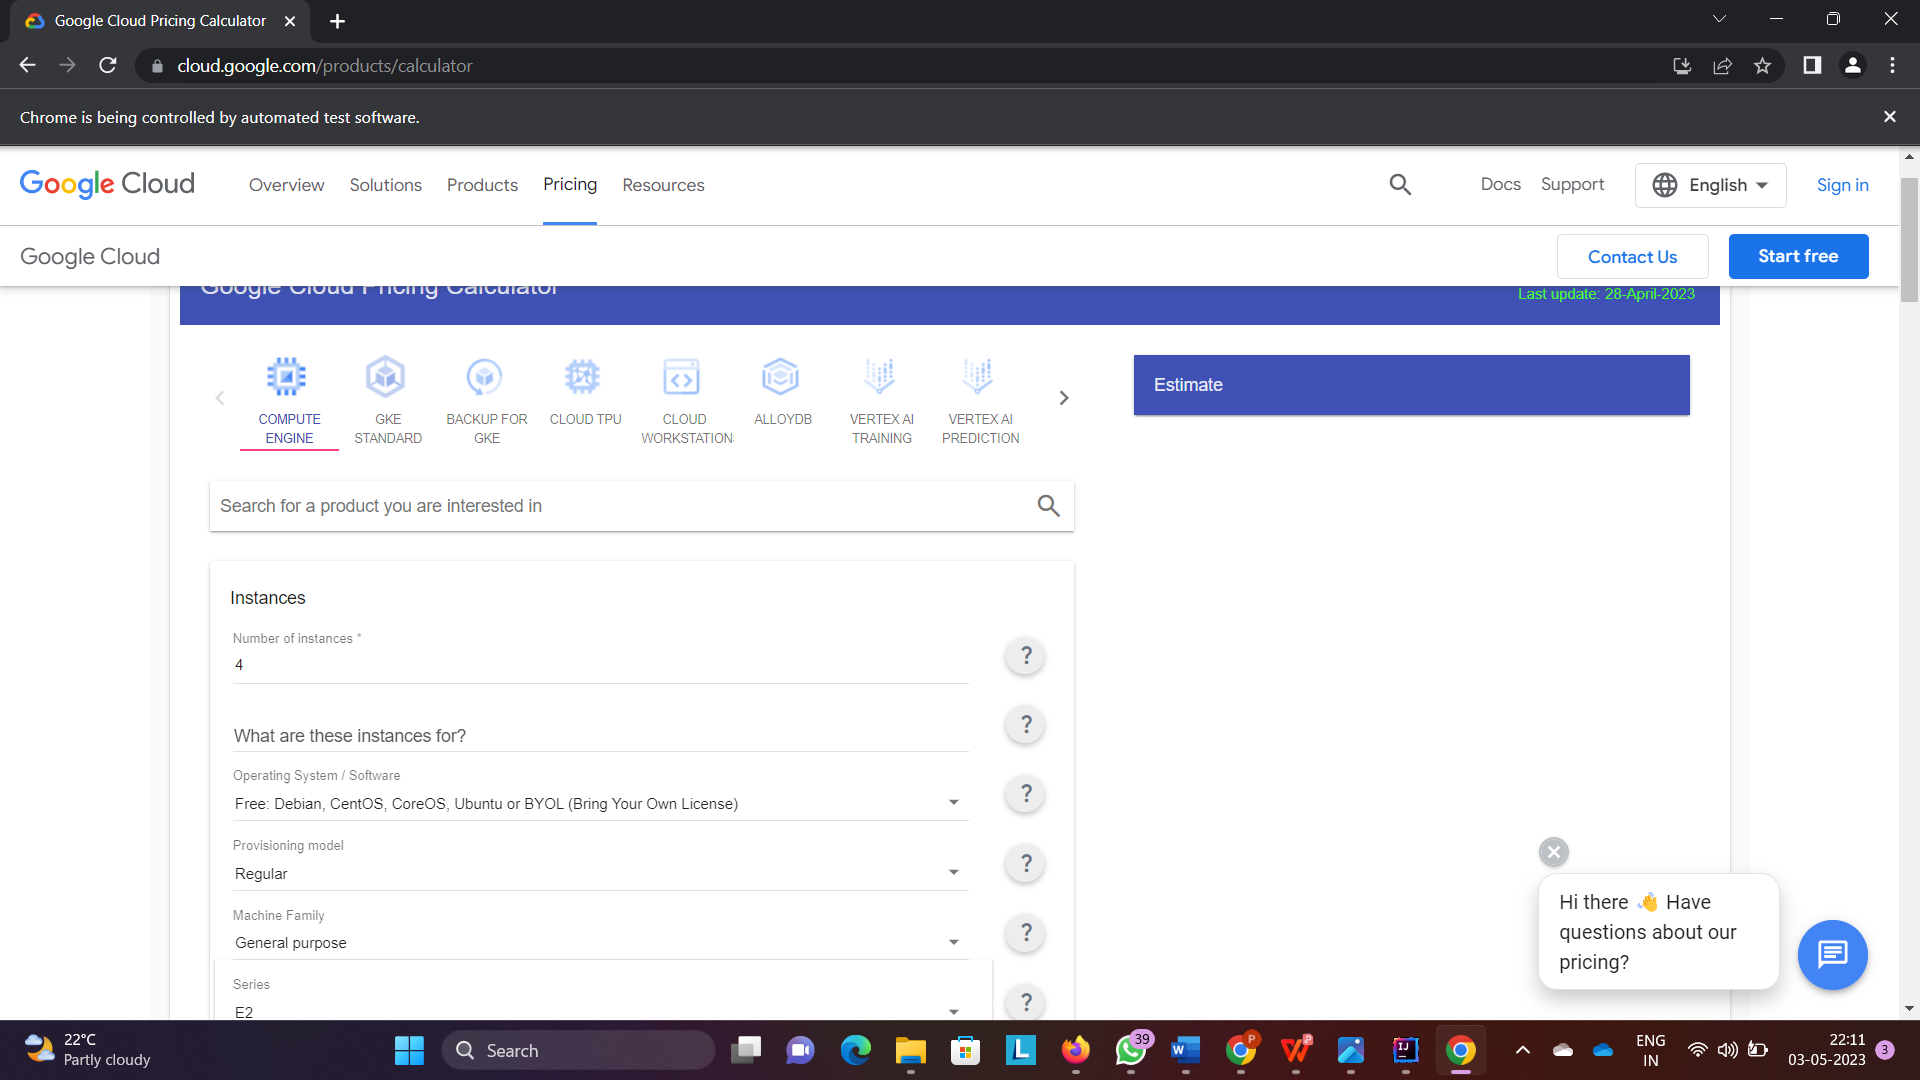 Google Cloud Pricing Calculator
cloud.google.com/products/calculator
Chrome is being controlled by automated test software.
Google Cloud
Overview
Solutions
Products
Pricing
Resources
Docs
Support
English
Sign in
Google Cloud
Contact Us
Start free
Google Cloud Pricing Calculator
Last update: 28-April-2023
COMPUTE
ENGINE
GKE
STANDARD
BACKUP FOR
GKE
CLOUD TPU
CLOUD
WORKSTATION
ALLOYDB
VERTEX AI
TRAINING
VERTEX AI
PREDICTION
Estimate
Search for a product you are interested in
Instances
Number of instances *
4
?
What are these instances for?
?
Operating System / Software
Free: Debian, CentOS, CoreOS, Ubuntu or BYOL (Bring Your Own License)
?
Provisioning model
Regular
?
Machine Family
General purpose
?
Series
E2
?
Hi there 👋 Have
questions about our
pricing?
22°C
Partly cloudy
Search
L
39
W
P
2
IJ
ENG
IN
22:11
03-05-2023
3